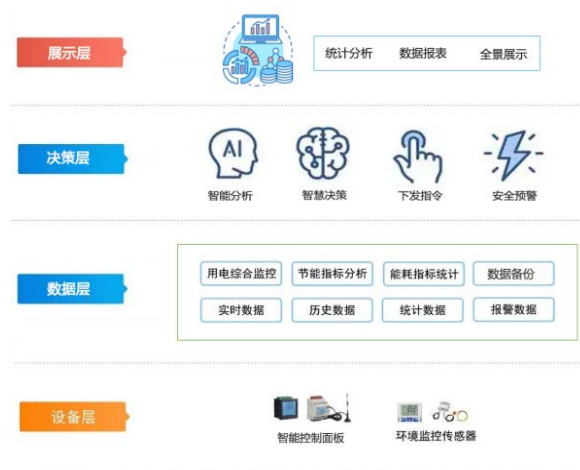 展示层
统计分析 数据报表 全景展示
决策层
AI
智能分析 智慧决策 下发指令 安全预警
数据层
用电综合监控 节能指标分析 能耗指标统计 数据备份
实时数据 历史数据 统计数据 报警数据
设备层
智能控制面板 环境监控传感器